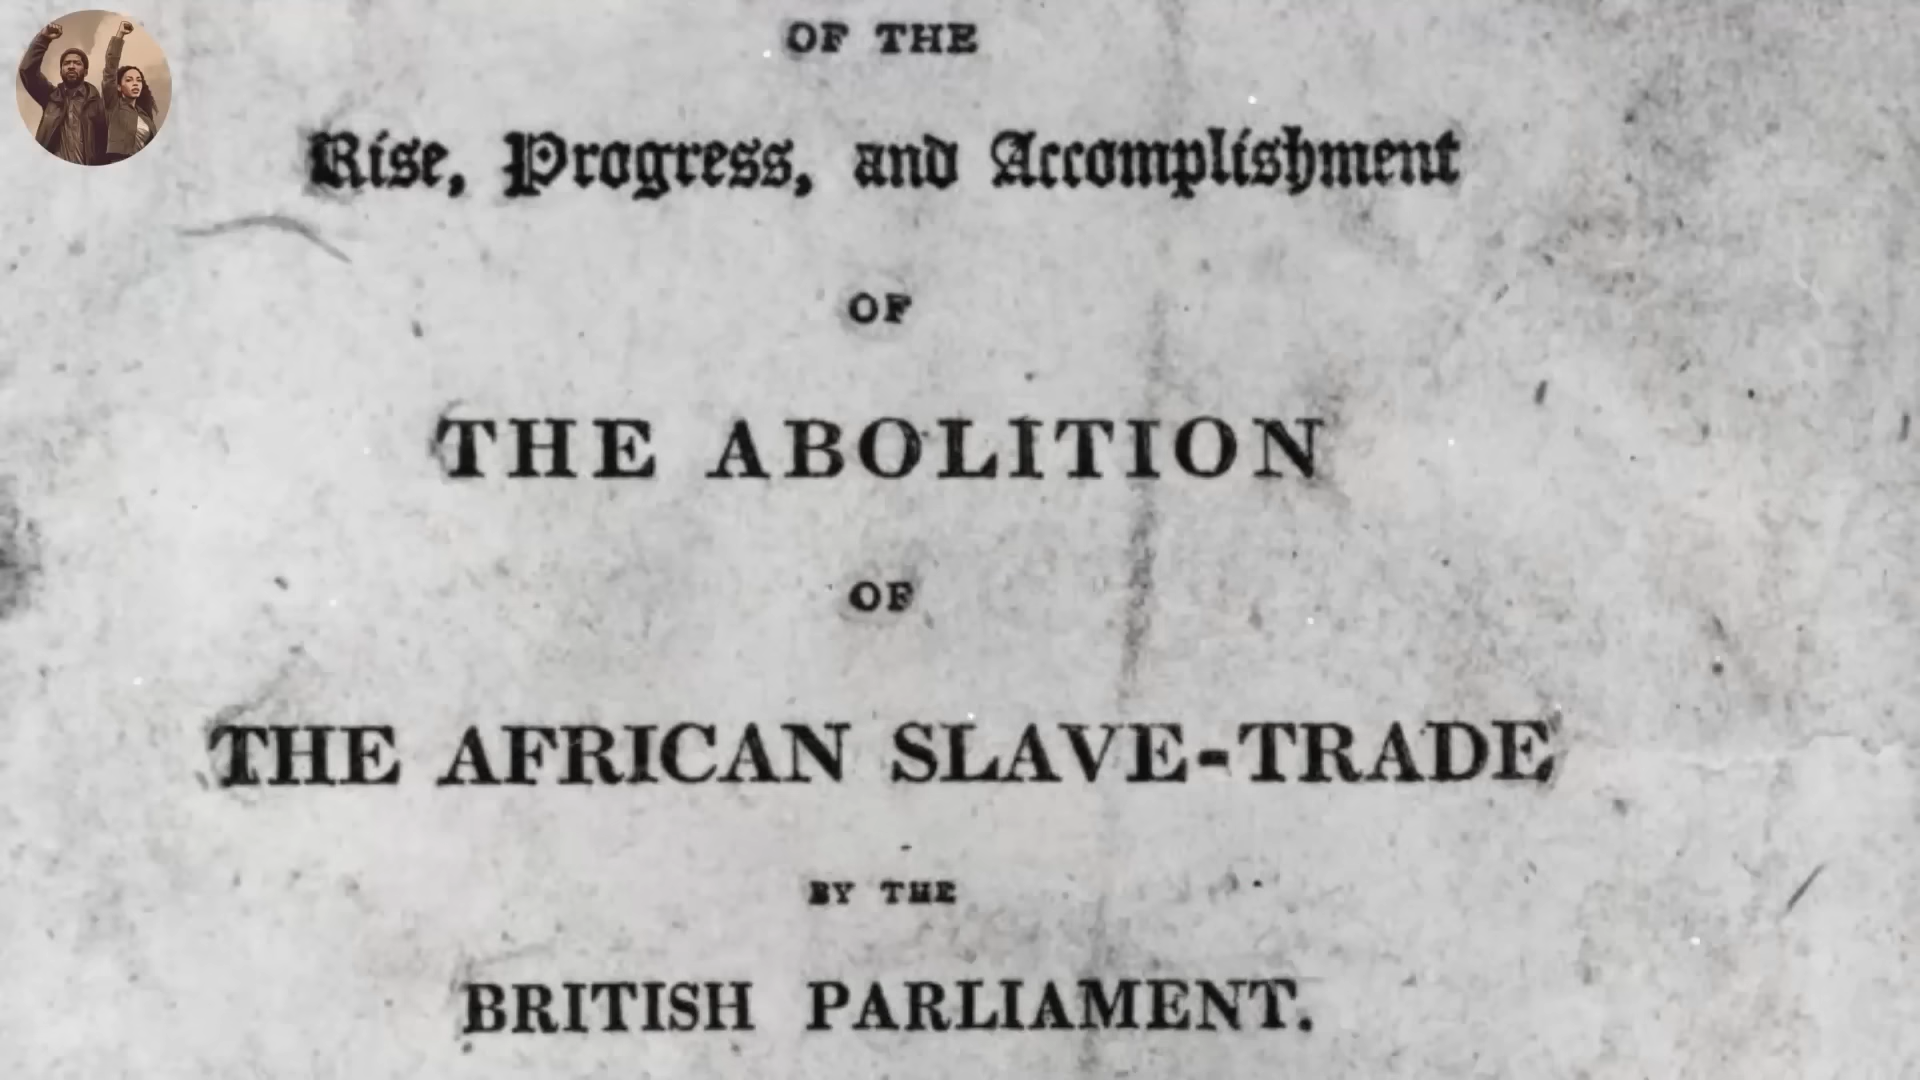 OF THE
Rise, Progress, and Accomplishment
OF
THE ABOLITION
OF
THE AFRICAN SLAVE-TRADE
BY THE
BRITISH PARLIAMENT.